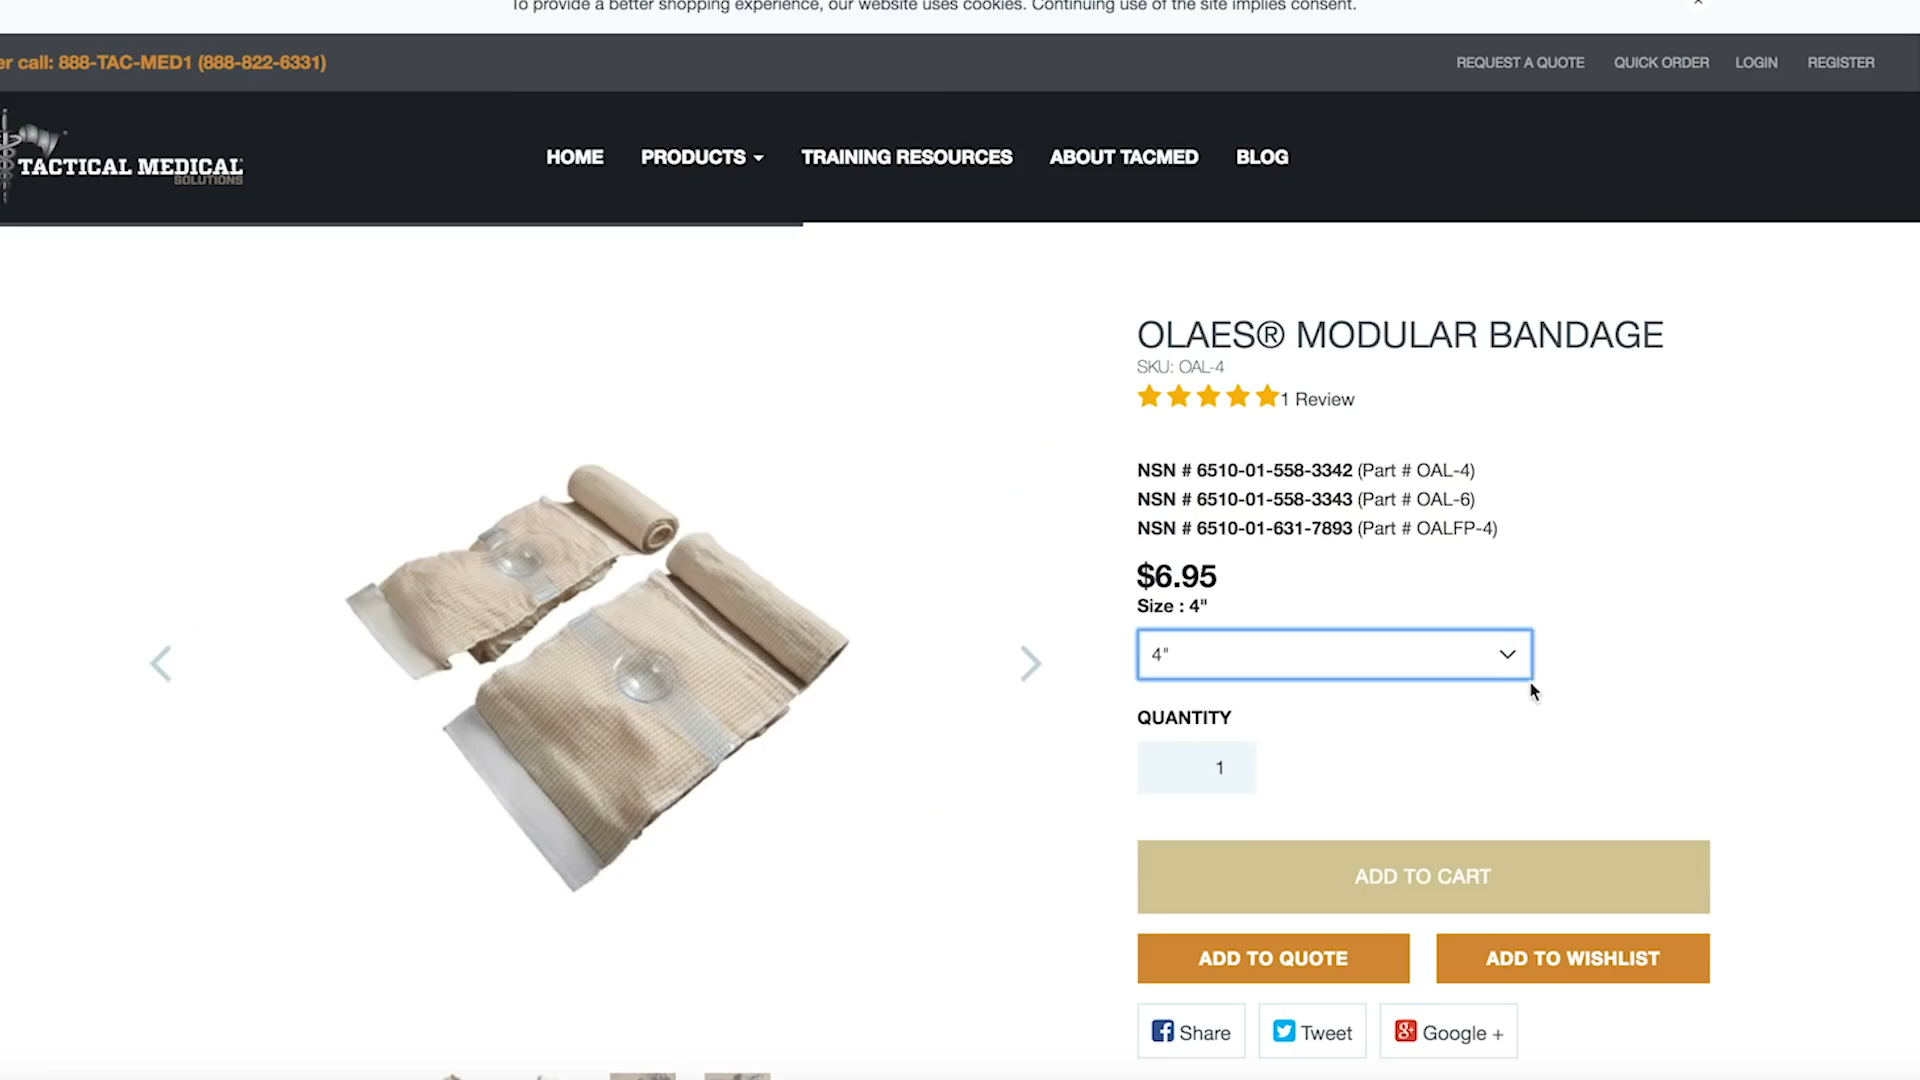 To provide a better shopping experience, our website uses cookies. Continuing use of the site implies consent.
call: 888-TAC-MED1 (888-822-6331)
REQUEST A QUOTE
QUICK ORDER
LOGIN
REGISTER
TACTICAL MEDICAL
SOLUTIONS
HOME
PRODUCTS
TRAINING RESOURCES
ABOUT TACMED
BLOG
OLAES® MODULAR BANDAGE
SKU: OAL-4
1 Review
NSN # 6510-01-558-3342 (Part # OAL-4)
NSN # 6510-01-558-3343 (Part # OAL-6)
NSN # 6510-01-631-7893 (Part # OALFP-4)
$6.95
Size : 4"
4"
QUANTITY
1
ADD TO CART
ADD TO QUOTE
ADD TO WISHLIST
Share
Tweet
Google +